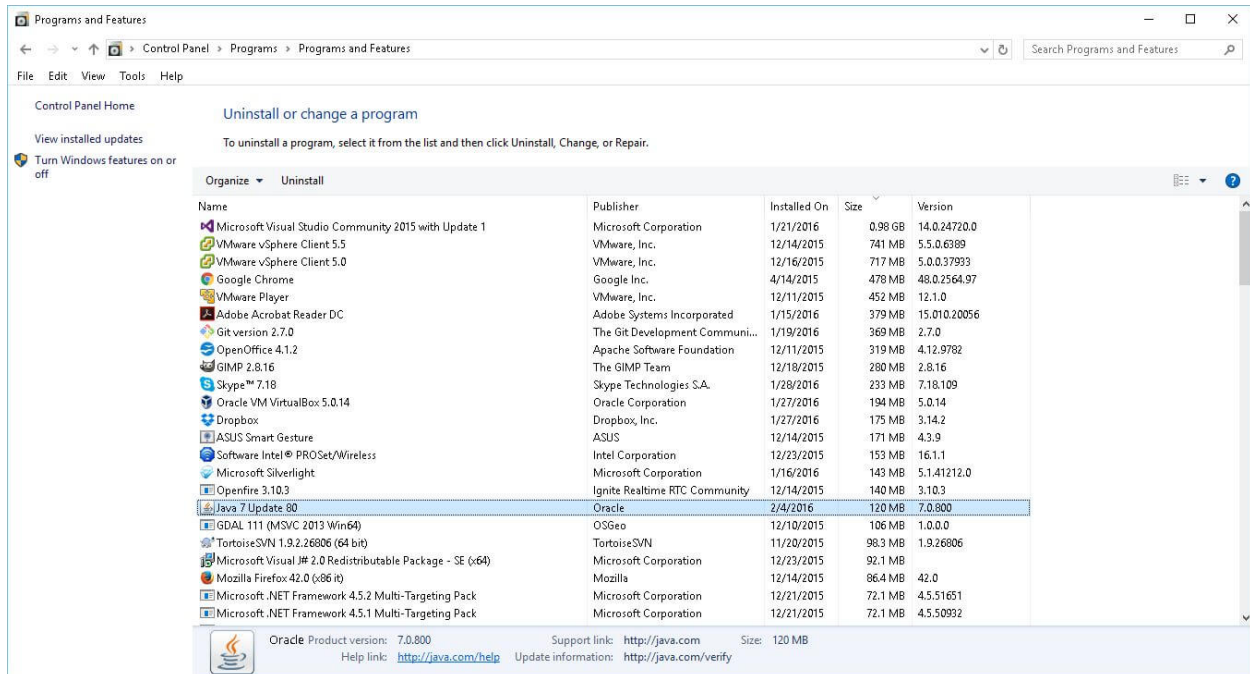 Programs and Features
Control Panel > Programs > Programs and Features
Search Programs and Features
File Edit View Tools Help
Control Panel Home
View installed updates
Turn Windows features on or
off
Uninstall or change a program
To uninstall a program, select it from the list and then click Uninstall, Change, or Repair.
Organize Uninstall
Name Publisher Installed On Size Version
Microsoft Visual Studio Community 2015 with Update 1 Microsoft Corporation 1/21/2016 0.98 GB 14.0.24720.0
VMware vSphere Client 5.5 VMware, Inc. 12/14/2015 741 MB 5.5.0.6389
VMware vSphere Client 5.0 VMware, Inc. 12/16/2015 717 MB 5.0.0.37933
Google Chrome Google Inc. 4/14/2015 478 MB 48.0.2564.97
VMware Player VMware, Inc. 12/11/2015 452 MB 12.1.0
Adobe Acrobat Reader DC Adobe Systems Incorporated 1/15/2016 379 MB 15.010.20056
Git version 2.7.0 The Git Development Communi... 1/19/2016 369 MB 2.7.0
OpenOffice 4.1.2 Apache Software Foundation 12/11/2015 319 MB 4.12.9782
GIMP 2.8.16 The GIMP Team 12/18/2015 280 MB 2.8.16
Skype™ 7.18 Skype Technologies S.A. 1/28/2016 233 MB 7.18.109
Oracle VM VirtualBox 5.0.14 Oracle Corporation 1/27/2016 194 MB 5.0.14
Dropbox Dropbox, Inc. 1/27/2016 175 MB 3.14.2
ASUS Smart Gesture ASUS 12/14/2015 171 MB 4.3.9
Software Intel® PROSet/Wireless Intel Corporation 12/23/2015 153 MB 16.1.1
Microsoft Silverlight Microsoft Corporation 1/16/2016 143 MB 5.1.41212.0
Openfire 3.10.3 Ignite Realtime RTC Community 12/14/2015 140 MB 3.10.3
Java 7 Update 80 Oracle 2/4/2016 120 MB 7.0.800
GDAL 111 (MSVC 2013 Win64) OSGeo 12/10/2015 106 MB 1.0.0.0
TortoiseSVN 1.9.2.26806 (64 bit) TortoiseSVN 11/20/2015 98.3 MB 1.9.26806
Microsoft Visual J# 2.0 Redistributable Package - SE (x64) Microsoft Corporation 12/23/2015 92.1 MB
Mozilla Firefox 42.0 (x86 it) Mozilla 12/14/2015 86.4 MB 42.0
Microsoft .NET Framework 4.5.2 Multi-Targeting Pack Microsoft Corporation 12/21/2015 72.1 MB 4.5.51651
Microsoft .NET Framework 4.5.1 Multi-Targeting Pack Microsoft Corporation 12/21/2015 72.1 MB 4.5.50932
Oracle Product version: 7.0.800 Support link: http://java.com Size: 120 MB
Help link: http://java.com/help Update information: http://java.com/verify